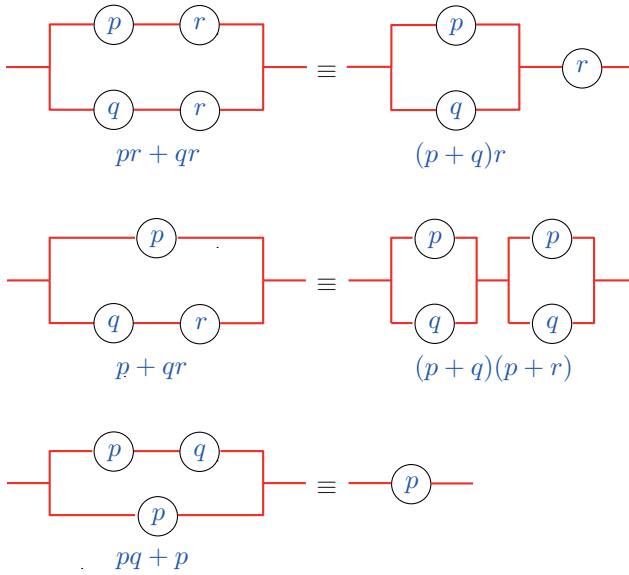 p r ≡ p r
q r q
pr + qr (p + q)r
p ≡ p p
q r q q
p + qr (p + q)(p + r)
p q ≡ p
p
pq + p